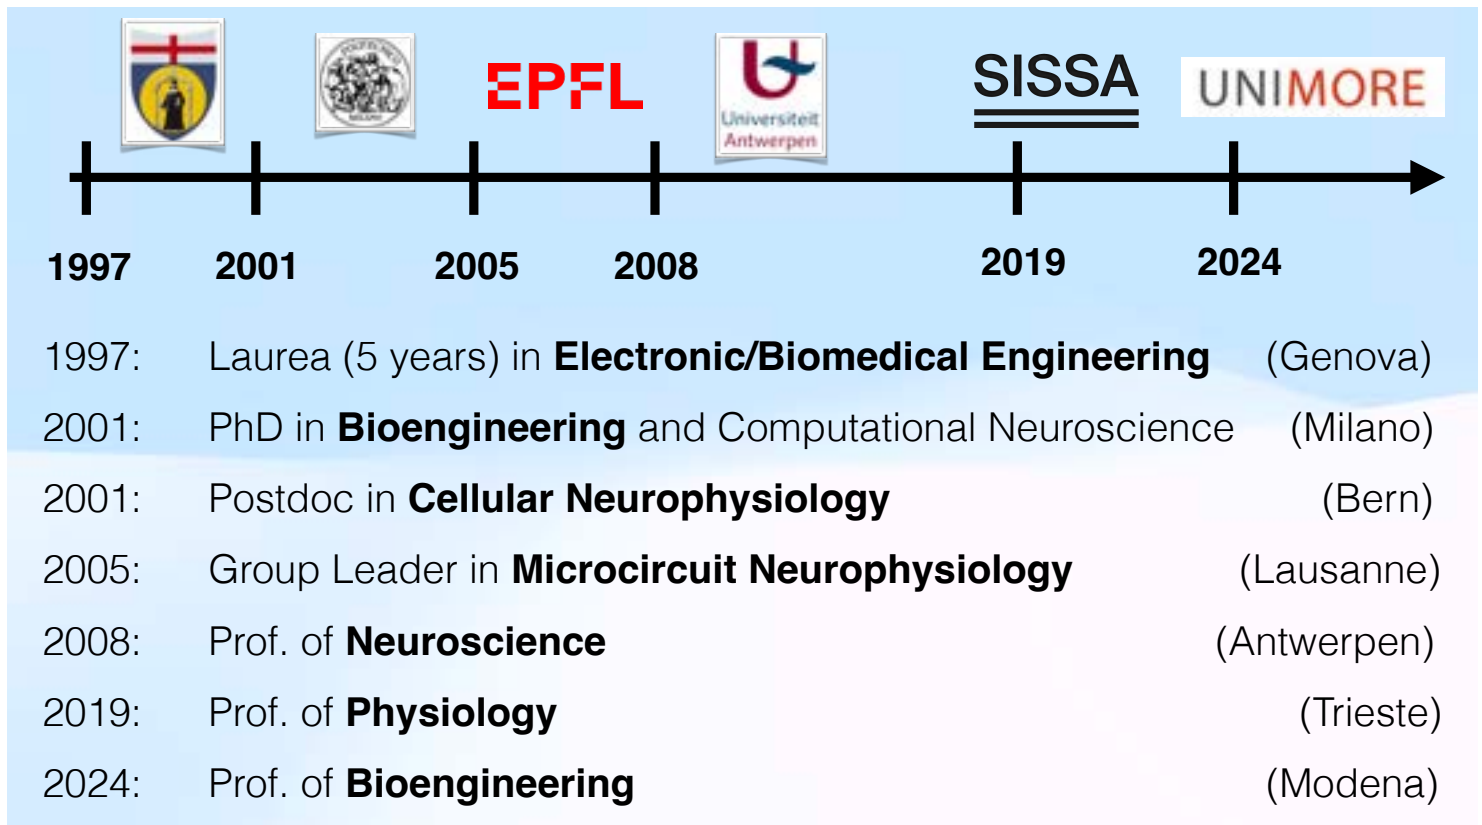 POLITECNICO
MILANO
EPFL
Universiteit
Antwerpen
SISSA
UNIMORE
1997 2001 2005 2008 2019 2024
1997: Laurea (5 years) in Electronic/Biomedical Engineering (Genova)
2001: PhD in Bioengineering and Computational Neuroscience (Milano)
2001: Postdoc in Cellular Neurophysiology (Bern)
2005: Group Leader in Microcircuit Neurophysiology (Lausanne)
2008: Prof. of Neuroscience (Antwerpen)
2019: Prof. of Physiology (Trieste)
2024: Prof. of Bioengineering (Modena)